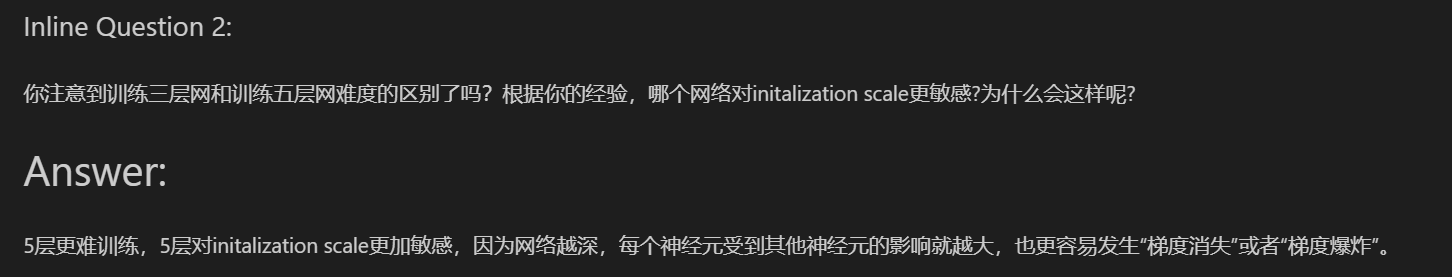 Inline Question 2:
你注意到训练三层网和训练五层网难度的区别了吗？根据你的经验，哪个网络对initalization scale更敏感?为什么会这样呢?
Answer:
5层更难训练，5层对initalization scale更加敏感，因为网络越深，每个神经元受到其他神经元的影响就越大，也更容易发生“梯度消失”或者“梯度爆炸”。